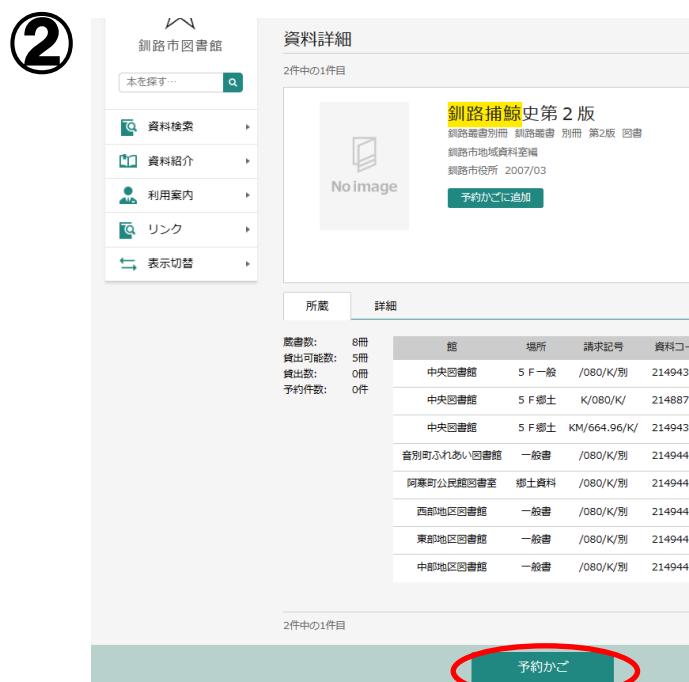 ②
釧路市図書館
本を探す…
資料検索
資料紹介
利用案内
リンク
表示切替
資料詳細
2件中の1件目
No image
釧路捕鯨史第２版
釧路叢書別冊 釧路叢書 別冊 第2版 図書
釧路市地域資料室編
釧路市役所 2007/03
予約かごに追加
所蔵 詳細
蔵書数: 8冊
貸出可能数: 5冊
貸出数: 0冊
予約件数: 0件
館 場所 請求記号 資料コー
中央図書館 ５Ｆ一般 /080/K/別 214943
中央図書館 ５Ｆ郷土 K/080/K/ 214887
中央図書館 ５Ｆ郷土 KM/664.96/K/ 214943
音別町ふれあい図書館 一般書 /080/K/別 214944
阿寒町公民館図書室 郷土資料 /080/K/別 214944
西部地区図書館 一般書 /080/K/別 214944
東部地区図書館 一般書 /080/K/別 214944
中部地区図書館 一般書 /080/K/別 214944
2件中の1件目
予約かご